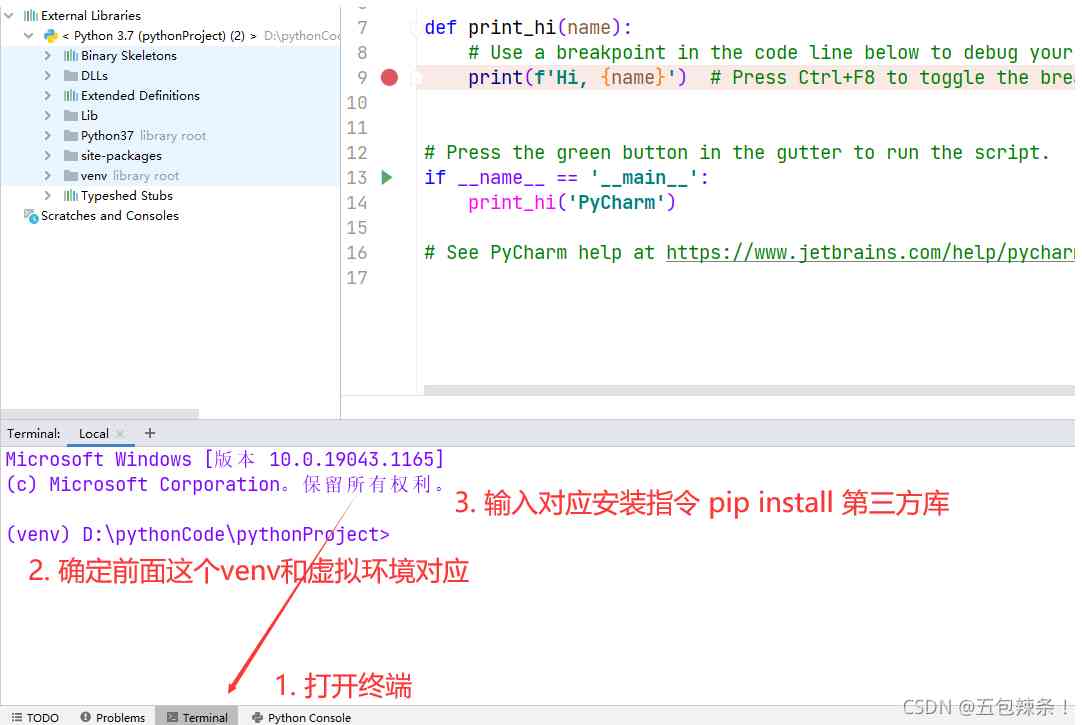 External Libraries
< Python 3.7 (pythonProject) (2) > D:\pythonCo
Binary Skeletons
DLLs
Extended Definitions
Lib
Python37 library root
site-packages
venv library root
Typeshed Stubs
Scratches and Consoles
7 def print_hi(name):
8 # Use a breakpoint in the code line below to debug your
9 print(f'Hi, {name}') # Press Ctrl+F8 to toggle the brea
10
11
12 # Press the green button in the gutter to run the script.
13 if __name__ == '__main__':
14 print_hi('PyCharm')
15
16 # See PyCharm help at https://www.jetbrains.com/help/pycharm
17
Terminal: Local × +
Microsoft Windows [版本 10.0.19043.1165]
(c) Microsoft Corporation。保留所有权利。
3. 输入对应安装指令 pip install 第三方库
(venv) D:\pythonCode\pythonProject>
2. 确定前面这个venv和虚拟环境对应
1. 打开终端
TODO Problems Terminal Python Console
CSDN @五包辣条！